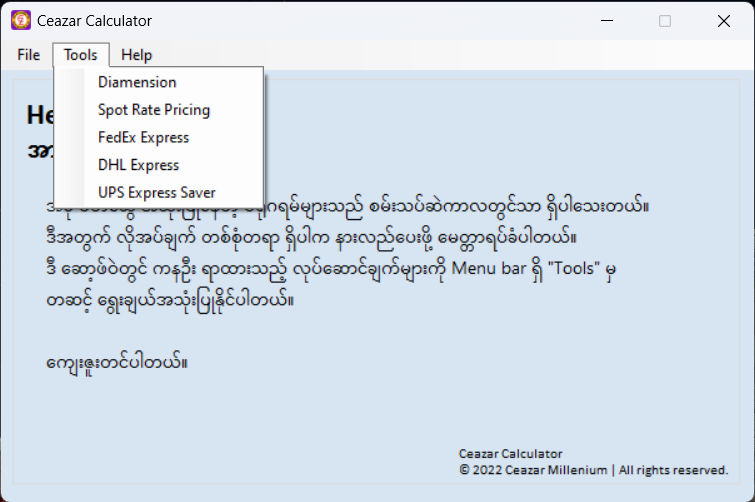 Ceazar Calculator
File Tools Help
Diamension
Spot Rate Pricing
FedEx Express
DHL Express
UPS Express Saver
စမ်းသပ်ဆဲကာလတွင်သာ ရှိပါသေးတယ်။
ဒီအတွက် လိုအပ်ချက် တစ်စုံတရာ ရှိပါက နားလည်ပေးဖို့ မေတ္တာရပ်ခံပါတယ်။
ဒီ ဆော့ဖ်ဝဲတွင် ကနဦး ရာထားသည့် လုပ်ဆောင်ချက်များကို Menu bar ရှိ "Tools" မှ
တဆင့် ရွေးချယ်အသုံးပြုနိုင်ပါတယ်။
ကျေးဇူးတင်ပါတယ်။
Ceazar Calculator
© 2022 Ceazar Millenium | All rights reserved.